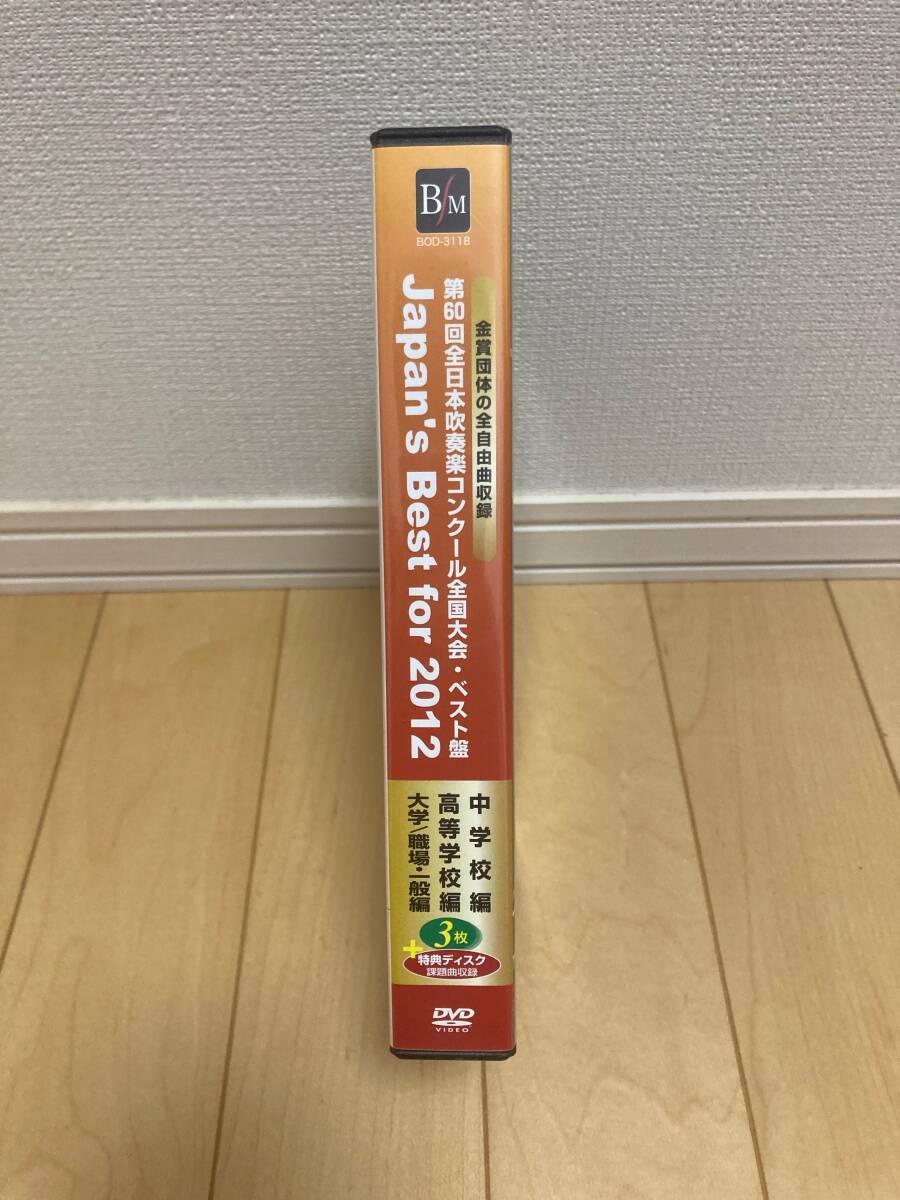 B/M
BOD-3118
金賞団体の全自由曲収録
第60回全日本吹奏楽コンクール全国大会・ベスト盤
Japan's Best for 2012
中学校編
高等学校編
大学/職場・一般編
3枚
+
特典ディスク
課題曲収録
DVD
VIDEO